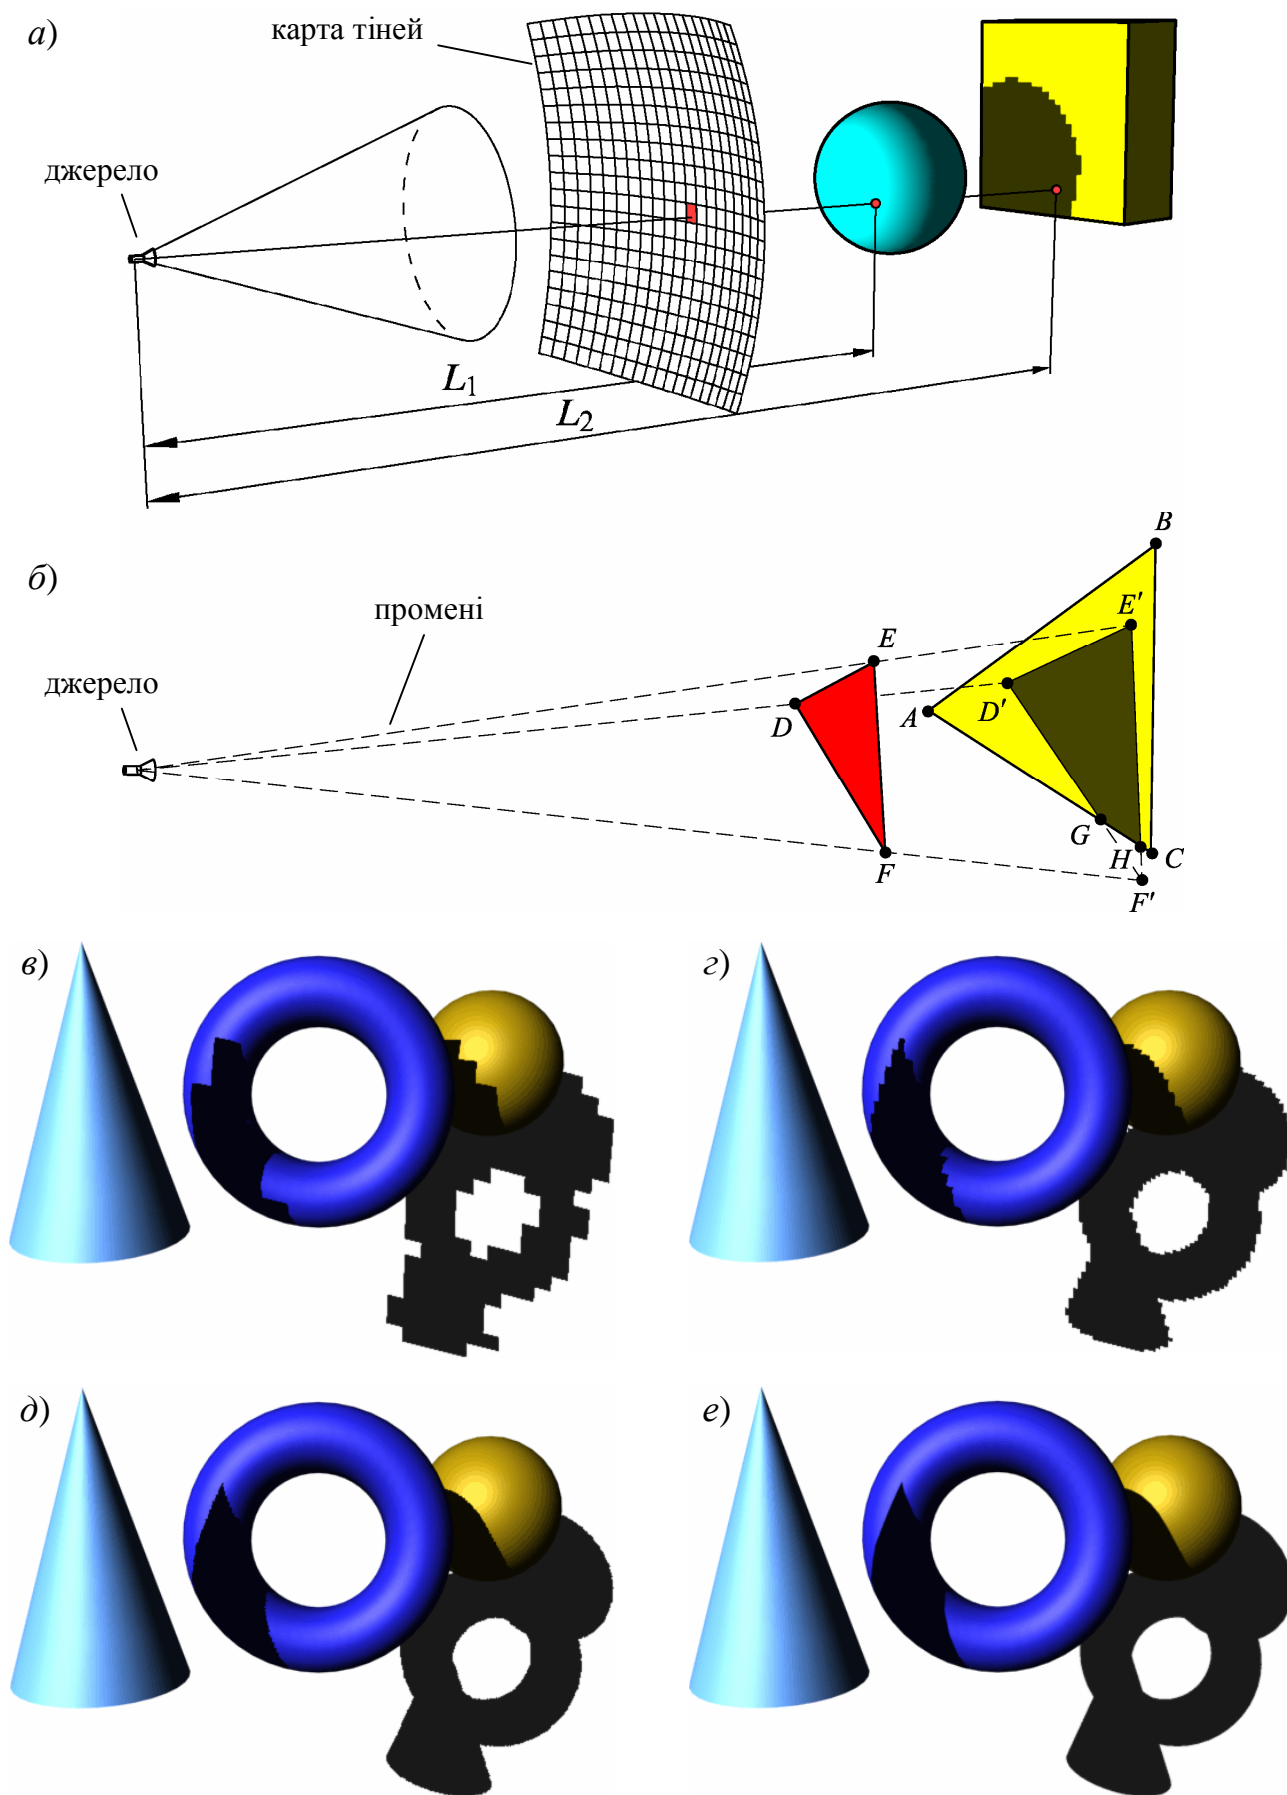 а)
карта тіней
джерело
L1
L2
б)
промені
джерело
B
E'
E
D
A
D'
G
H
C
F
F'
в)
г)
д)
е)